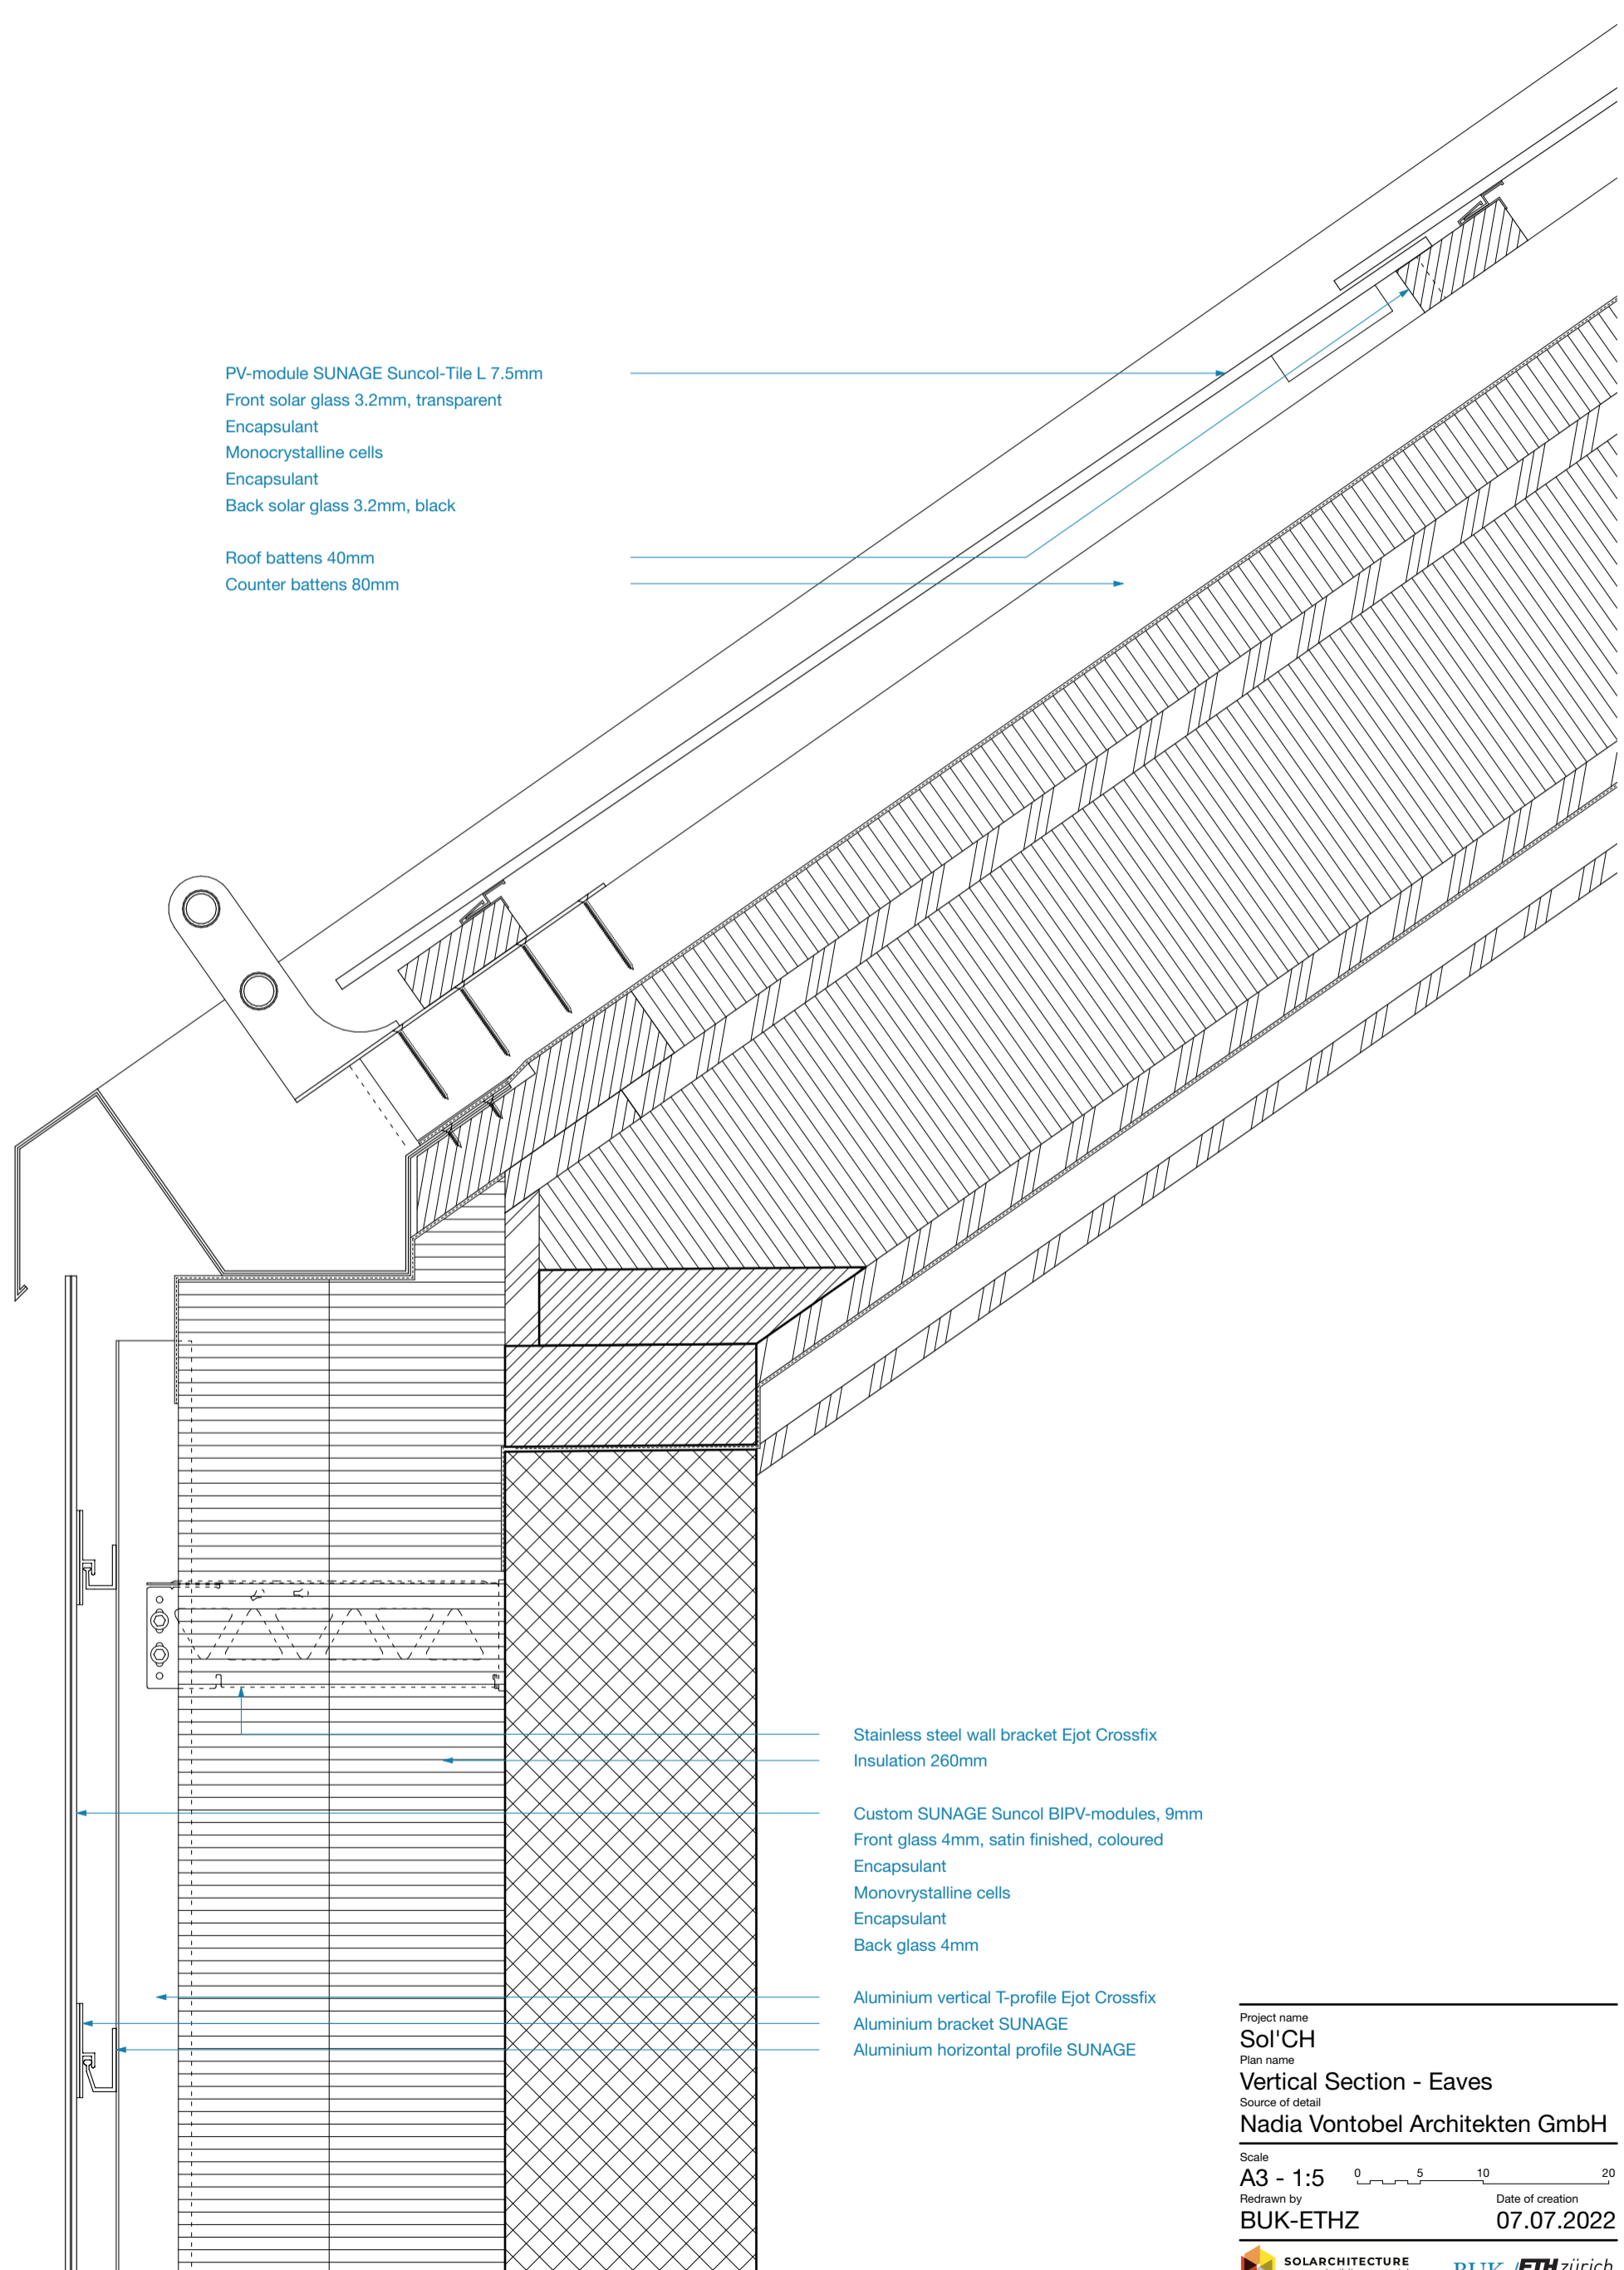 PV-module SUNAGE Suncol-Tile L 7.5mm
Front solar glass 3.2mm, transparent
Encapsulant
Monocrystalline cells
Encapsulant
Back solar glass 3.2mm, black
Roof battens 40mm
Counter battens 80mm
Stainless steel wall bracket Ejot Crossfix
Insulation 260mm
Custom SUNAGE Suncol BIPV-modules, 9mm
Front glass 4mm, satin finished, coloured
Encapsulant
Monovrystalline cells
Encapsulant
Back glass 4mm
Aluminium vertical T-profile Ejot Crossfix
Aluminium bracket SUNAGE
Aluminium horizontal profile SUNAGE
Project name
Sol'CH
Plan name
Vertical Section - Eaves
Source of detail
Nadia Vontobel Architekten GmbH
Scale
A3 - 1:5 0 5 10 20
Redrawn by Date of creation
BUK-ETHZ 07.07.2022
SOLARCHITECTURE
BUK / ETH zürich